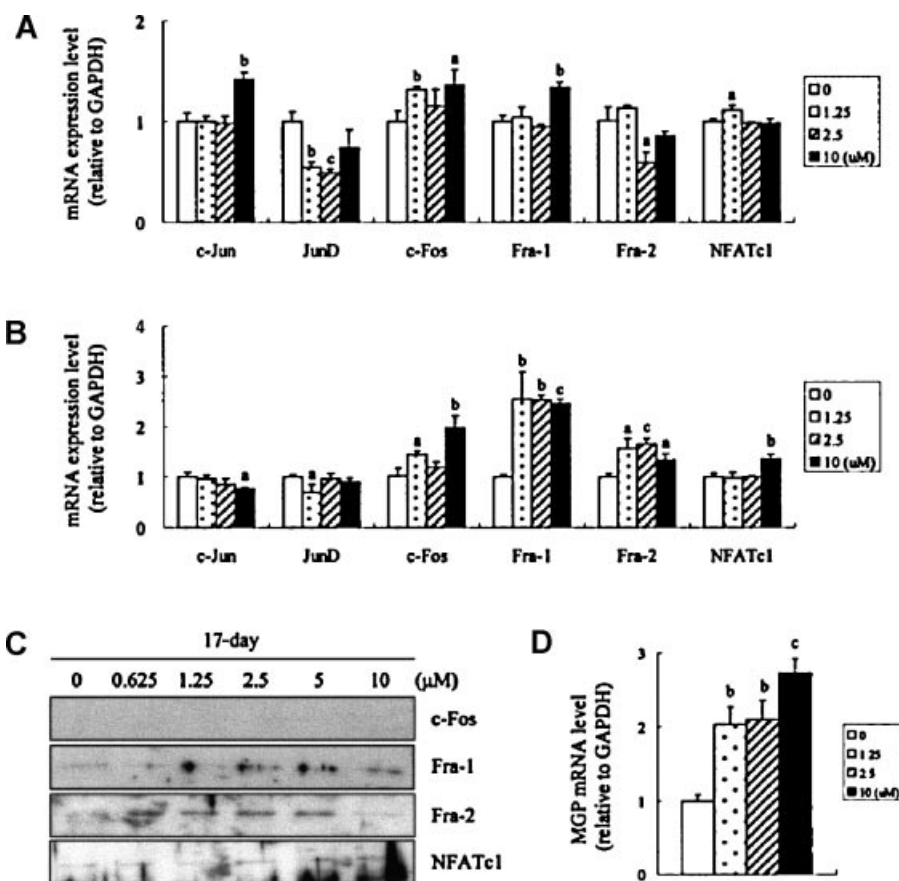 A
mRNA expression level
(relative to GAPDH)
2
1
0
b
b
c
b
a
b
a
a
c-Jun
JunD
c-Fos
Fra-1
Fra-2
NFATc1
0
1.25
2.5
10 (uM)
B
mRNA expression level
(relative to GAPDH)
4
3
2
1
0
a
a
a
b
b
b
c
a
c
a
b
c-Jun
JunD
c-Fos
Fra-1
Fra-2
NFATc1
0
1.25
2.5
10 (uM)
C
17-day
0 0.625 1.25 2.5 5 10 (μM)
c-Fos
Fra-1
Fra-2
NFATc1
D
MGP mRNA level
(relative to GAPDH)
3
2
1
0
b
b
c
0
1 25
2 5
10 (uM)